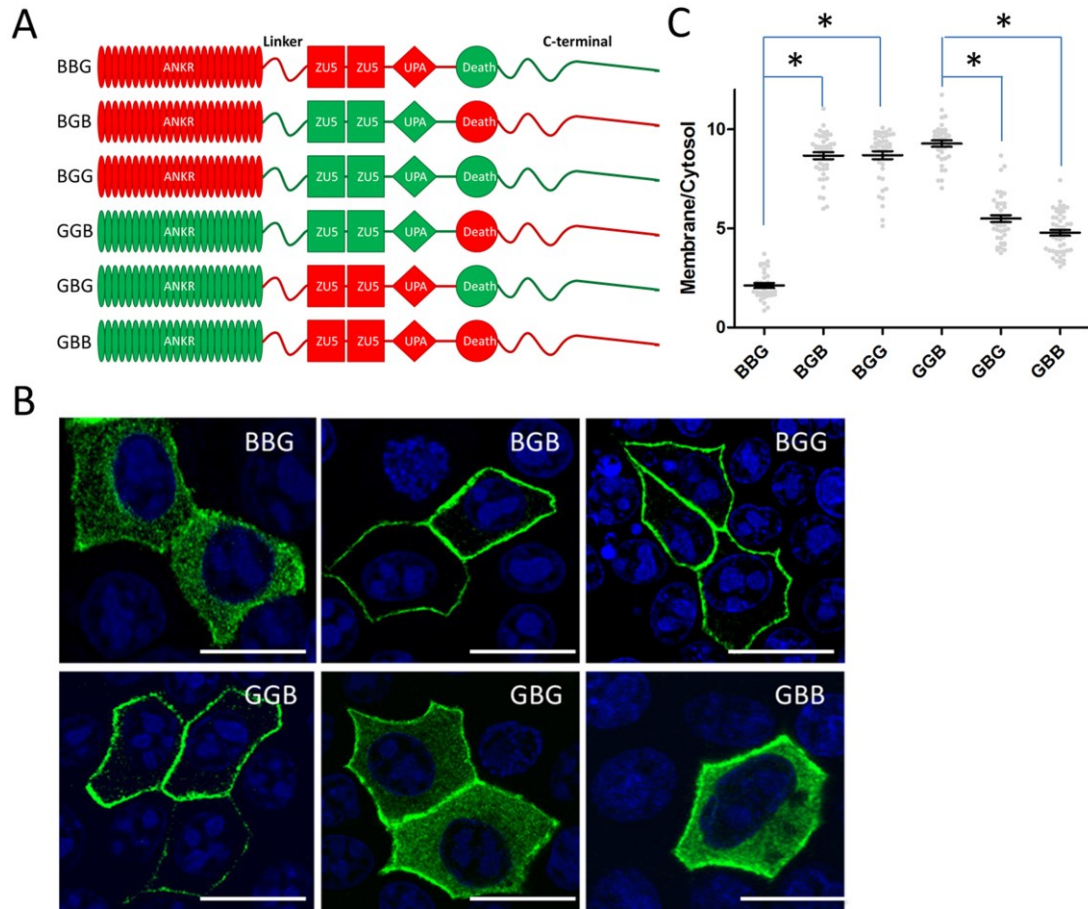 A
Linker
C-terminal
BBG ANKR ZU5 ZU5 UPA Death
BGB ANKR ZU5 ZU5 UPA Death
BGG ANKR ZU5 ZU5 UPA Death
GGB ANKR ZU5 ZU5 UPA Death
GBG ANKR ZU5 ZU5 UPA Death
GBB ANKR ZU5 ZU5 UPA Death
C
* *
* *
Membrane/Cytosol
10
5
0
BBG BGB BGG GGB GBG GBB
B
BBG BGB BGG
GGB GBG GBB